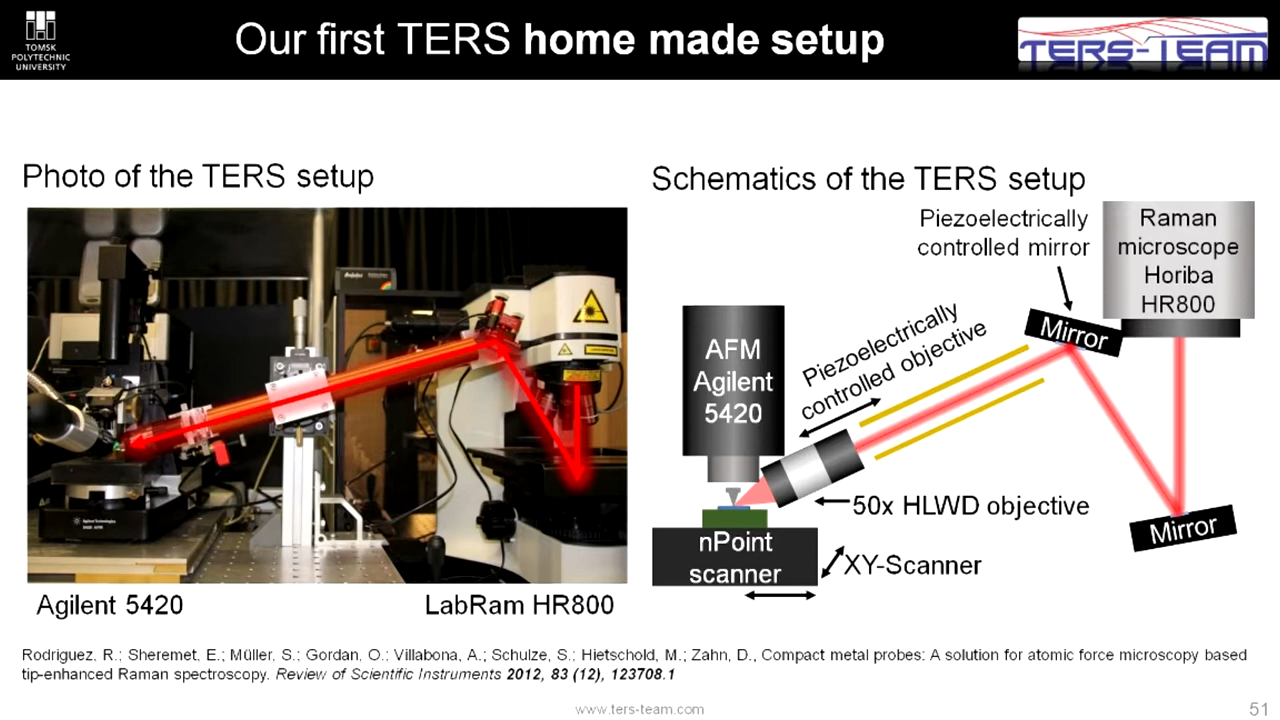 TOMSK
POLYTECHNIC
UNIVERSITY
Our first TERS home made setup
TERS-TEAM
Photo of the TERS setup
Schematics of the TERS setup
Piezoelectrically
controlled mirror
Raman
microscope
Horiba
HR800
Mirror
Piezoelectrically
controlled objective
AFM
Agilent
5420
50x HLWD objective
Mirror
nPoint
scanner
XY-Scanner
Agilent 5420
LabRam HR800
Rodriguez, R.; Sheremet, E.; Müller, S.; Gordan, O.; Villabona, A.; Schulze, S.; Hietschold, M.; Zahn, D., Compact metal probes: A solution for atomic force microscopy based
tip-enhanced Raman spectroscopy. Review of Scientific Instruments 2012, 83 (12), 123708.1
www.ters-team.com
51